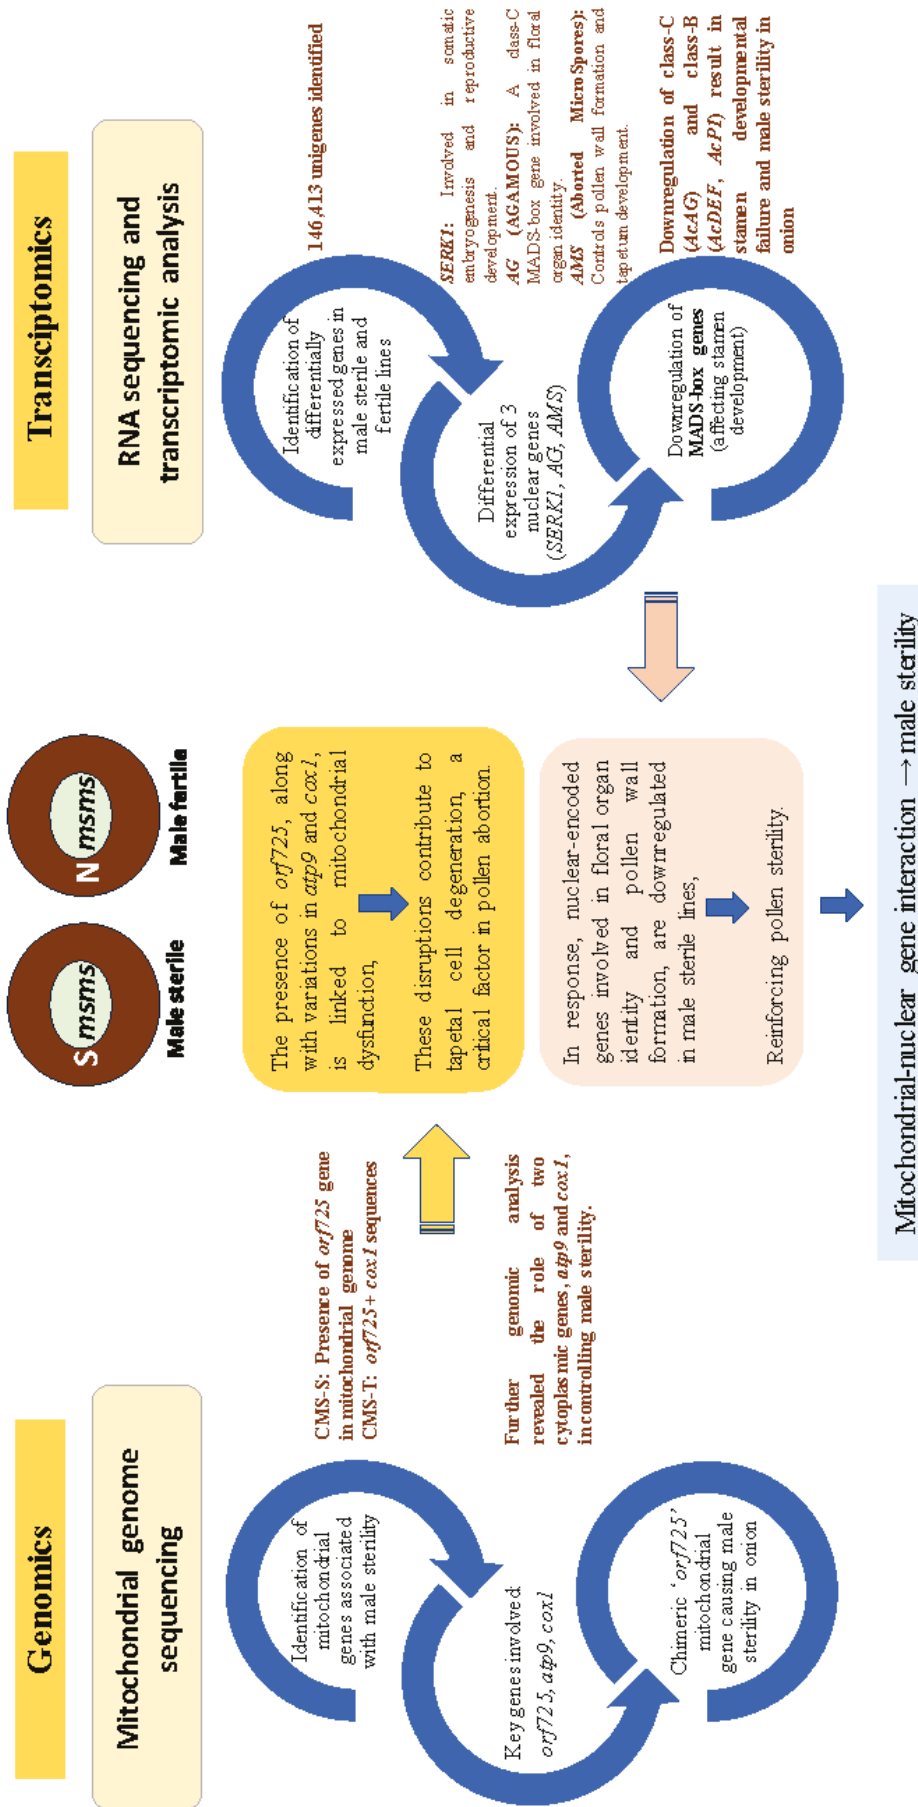 Genomics
Mitochondrial genome
sequencing
Identification of
mitochondrial
genes associated
with male sterility
Key genes involved:
orf725, atp9, cox1
Chimeric ‘orf725’
mitochondrial
gene causing male
sterility in onion
CMS-S: Presence of orf725 gene
in mitochondrial genome
CMS-T: orf725+ cox1 sequences
Further genomic analysis
revealed the role of two
cytoplasmic genes, atp9 and cox1,
in controlling male sterility.
S msms
Male sterile
N msms
Male fartile
The presence of orf725, along
with variations in atp9 and cox1,
is linked to mitochondrial
dysfunction,
These disruptions contribute to
tapetal cell degeneration, a
critical factor in pollen abortion.
In response, nuclear-encoded
genes involved in floral organ
identity and pollen wall
formation, are downregulated
in male sterile lines,
Reinforcing pollen sterility.
Mitochondrial-nuclear gene interaction → male sterility
Transciptomics
RNA sequencing and
transcriptomic analysis
Identification of
differentially
expressed genes in
male sterile and
fertile lines
Differential
expression of 3
nuclear genes
(SERK1, AG, AMS)
Downregulation of
MADS-box genes
(affecting stamen
development)
146,413 unigenes identified
SERK1: Involved in somatic
embryogenesis and reproductive
development.
AG (AGAMOUS): A class-C
MADS-box gene involved in floral
organ identity.
AMS (Aborted MicroSpores):
Controls pollen wall formation and
tapetum development.
Downregulation of class-C
(AcAG) and class-B
(AcDEF, AcPI) result in
stamen developmental
failure and male sterility in
onion